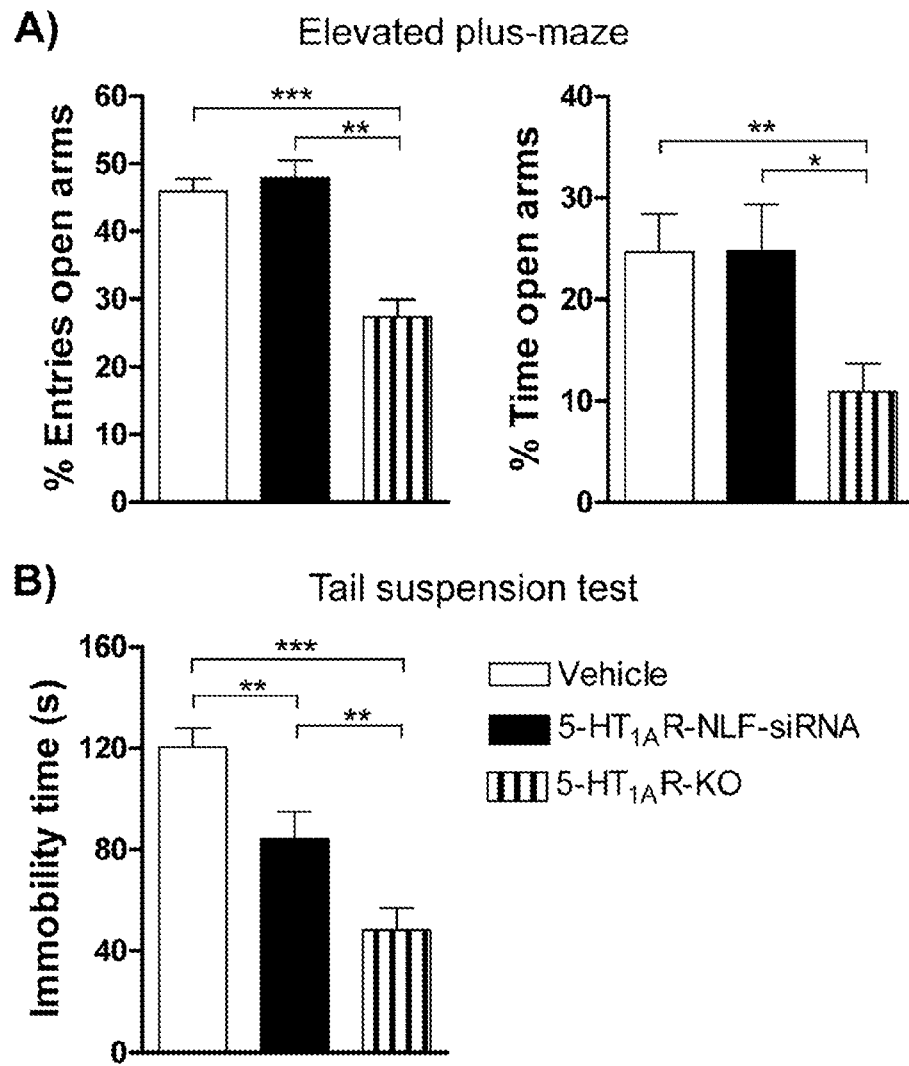 A)
Elevated plus-maze
% Entries open arms
60
50
40
30
20
10
0
***
**
% Time open arms
40
30
20
10
0
**
*
B)
Tail suspension test
Immobility time (s)
160
120
80
40
0
***
**
**
Vehicle
5-HT1AR-NLF-siRNA
5-HT1AR-KO